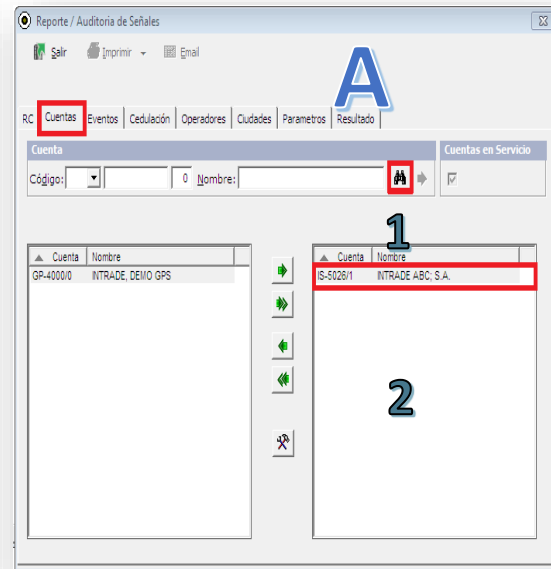 Reporte / Auditoria de Señales
Salir Imprimir Email
A
RC Cuentas Eventos Cedulación Operadores Ciudades Parametros Resultado
Cuenta Cuentas en Servicio
Código: 0 Nombre:
1
Cuenta Nombre Cuenta Nombre
GP-4000/0 INTRADE, DEMO GPS IS-5026/1 INTRADE ABC; S.A.
2